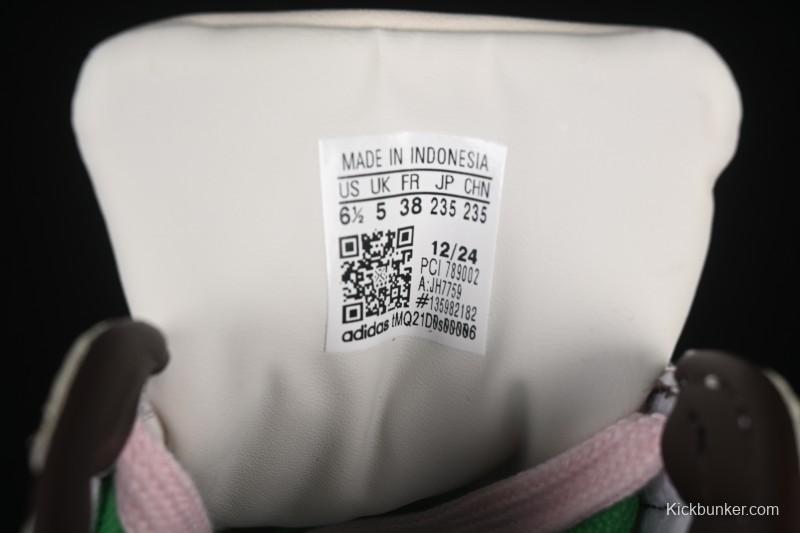 MADE IN INDONESIA
US UK FR JP CHN
6½ 5 38 235 235
12/24
PCI 789002
A:JH7759
#135982182
adidas tMQ21D0s00006
Kickbunker.com